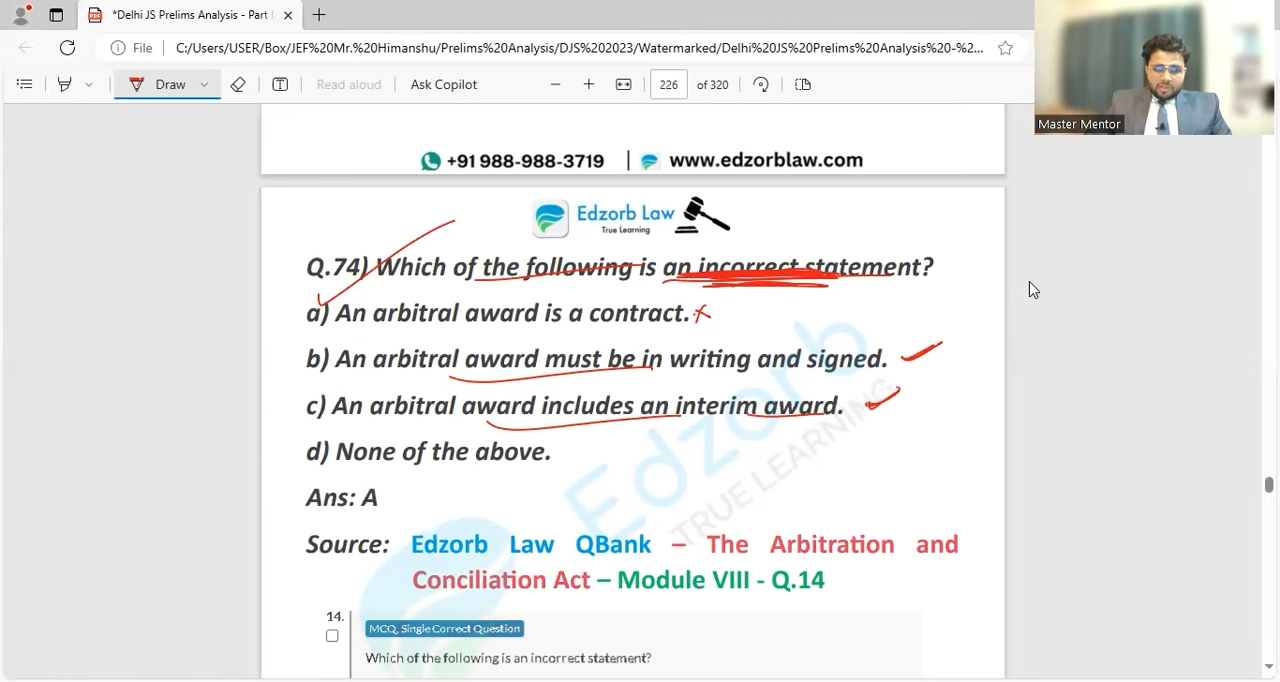 *Delhi JS Prelims Analysis - Part I
File C:/Users/USER/Box/JEF%20Mr.%20Himanshu/Prelims%20Analysis/DJS%202023/Watermarked/Delhi%20JS%20Prelims%20Analysis%20-%2...
Draw Read aloud Ask Copilot 226 of 320
Master Mentor
+91 988-988-3719 | www.edzorblaw.com
Edzorb Law
True Learning
Q.74) Which of the following is an incorrect statement?
a) An arbitral award is a contract.
b) An arbitral award must be in writing and signed.
c) An arbitral award includes an interim award.
d) None of the above.
Ans: A
Source: Edzorb Law QBank – The Arbitration and
Conciliation Act – Module VIII - Q.14
Edzorb
TRUE LEARNING
14.
MCQ, Single Correct Question
Which of the following is an incorrect statement?